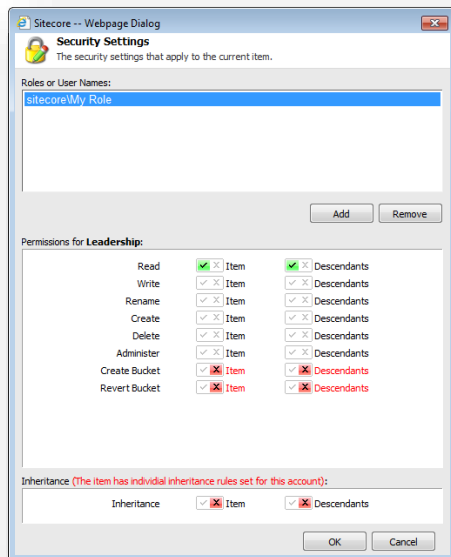 Sitecore -- Webpage Dialog
Security Settings
The security settings that apply to the current item.
Roles or User Names:
sitecore\My Role
Add Remove
Permissions for Leadership:
Read Item Descendants
Write Item Descendants
Rename Item Descendants
Create Item Descendants
Delete Item Descendants
Administer Item Descendants
Create Bucket Item Descendants
Revert Bucket Item Descendants
Inheritance (The item has individial inheritance rules set for this account):
Inheritance Item Descendants
OK Cancel